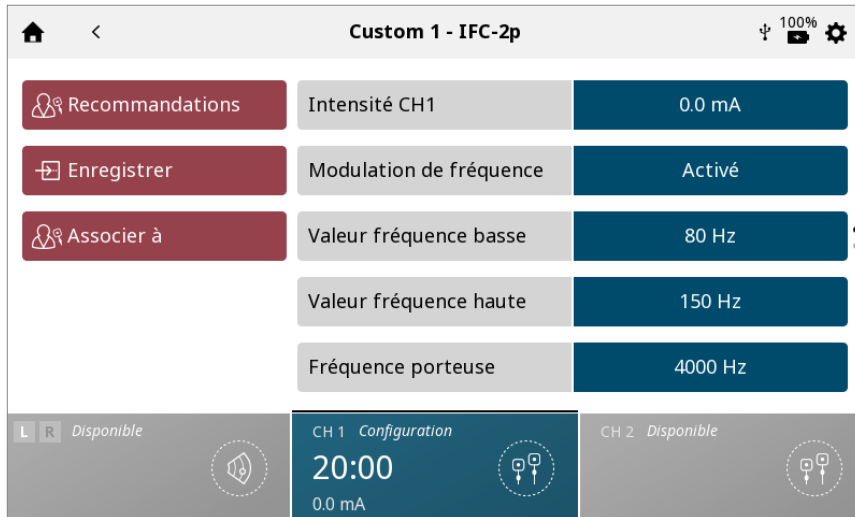 Custom 1 - IFC-2p
100%
Recommandations
Intensité CH1
0.0 mA
Enregistrer
Modulation de fréquence
Activé
Associer à
Valeur fréquence basse
80 Hz
Valeur fréquence haute
150 Hz
Fréquence porteuse
4000 Hz
L R Disponible
CH 1 Configuration
20:00
0.0 mA
CH 2 Disponible